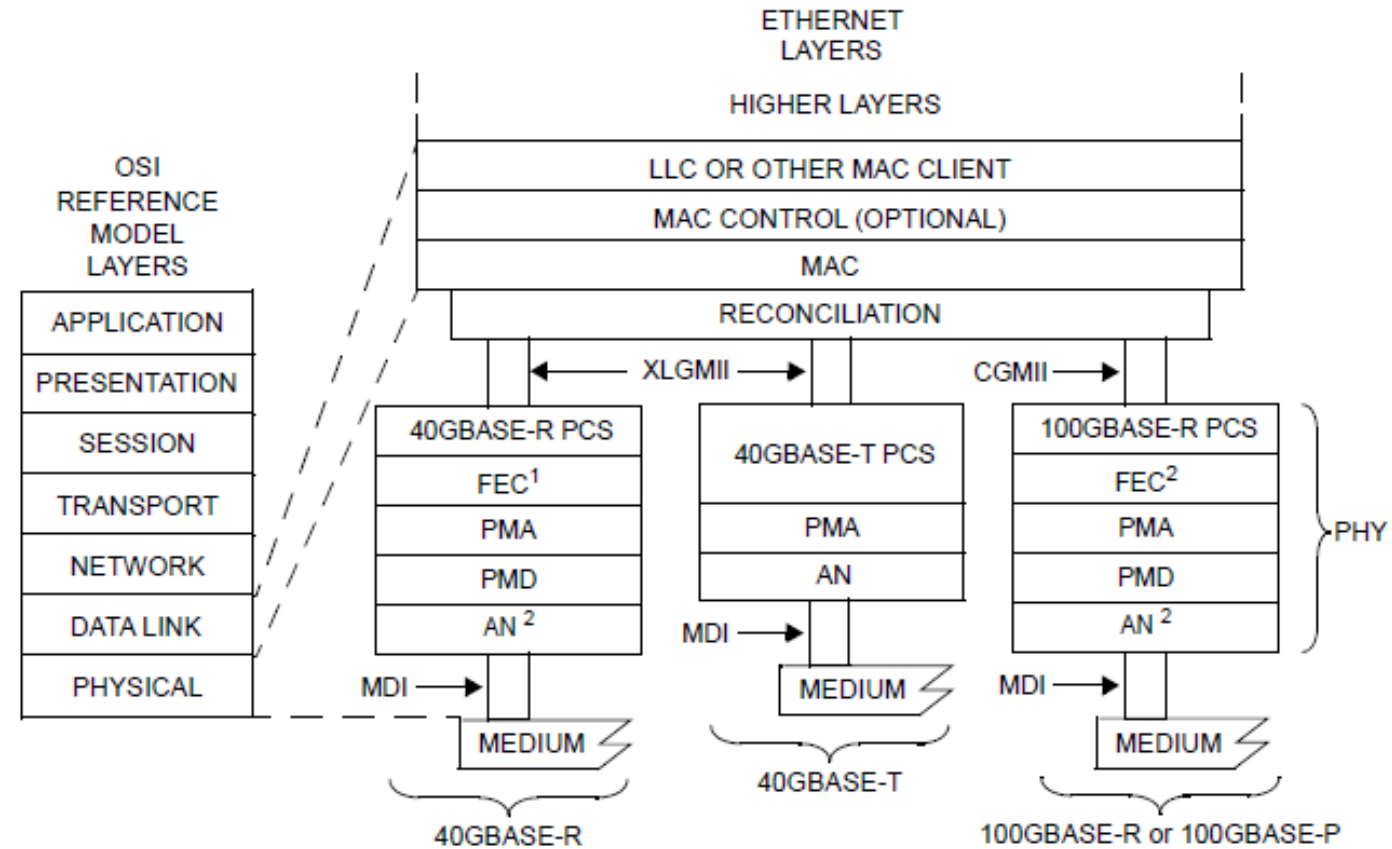 ETHERNET
LAYERS
HIGHER LAYERS
LLC OR OTHER MAC CLIENT
MAC CONTROL (OPTIONAL)
MAC
RECONCILIATION
OSI
REFERENCE
MODEL
LAYERS
APPLICATION
PRESENTATION
SESSION
TRANSPORT
NETWORK
DATA LINK
PHYSICAL
XLGMII
CGMII
40GBASE-R PCS
FEC¹
PMA
PMD
AN ²
MDI
MEDIUM
40GBASE-R
40GBASE-T PCS
PMA
AN
MDI
MEDIUM
40GBASE-T
100GBASE-R PCS
FEC²
PMA
PMD
AN ²
PHY
MDI
MEDIUM
100GBASE-R or 100GBASE-P